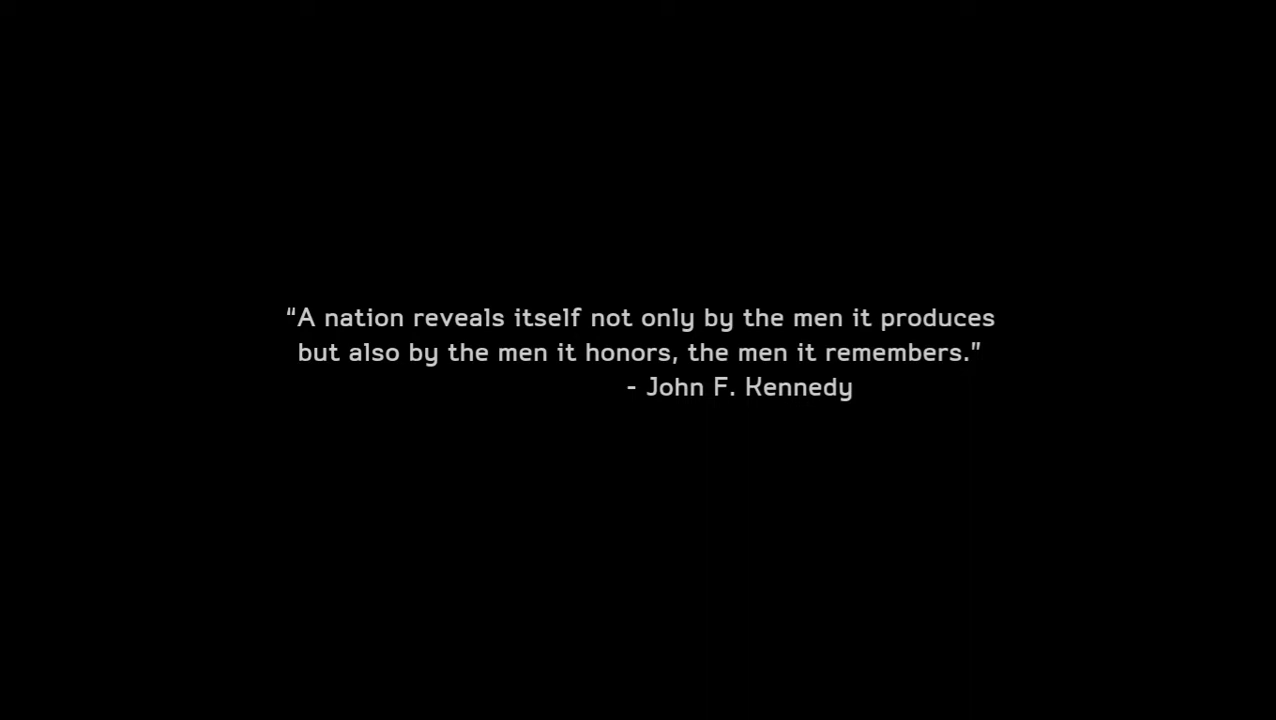 “A nation reveals itself not only by the men it produces
but also by the men it honors, the men it remembers.”
- John F. Kennedy